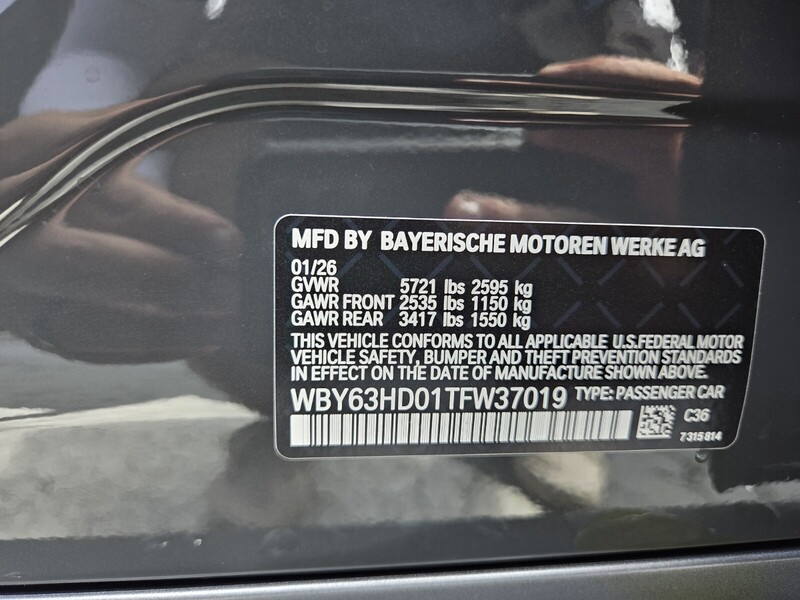 MFD BY BAYERISCHE MOTOREN WERKE AG
01/26
GVWR 5721 lbs 2595 kg
GAWR FRONT 2535 lbs 1150 kg
GAWR REAR 3417 lbs 1550 kg
THIS VEHICLE CONFORMS TO ALL APPLICABLE U.S.FEDERAL MOTOR
VEHICLE SAFETY, BUMPER AND THEFT PREVENTION STANDARDS
IN EFFECT ON THE DATE OF MANUFACTURE SHOWN ABOVE.
WBY63HD01TFW37019 TYPE: PASSENGER CAR
C36
7315814